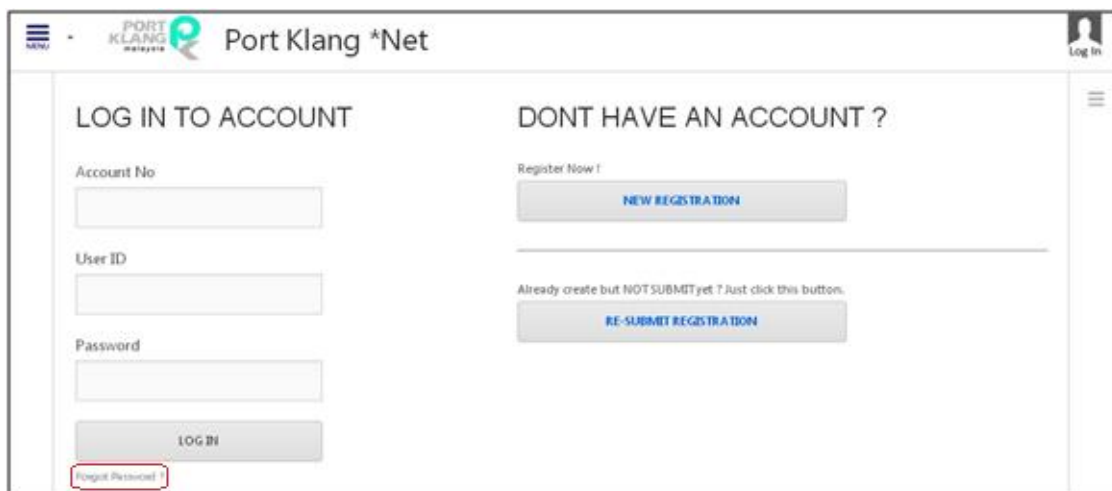 MENU
PORT
KLANG
malaysia
Port Klang *Net
Log In
LOG IN TO ACCOUNT
Account No
User ID
Password
LOG IN
Forgot Password ?
DONT HAVE AN ACCOUNT ?
Register Now !
NEW REGISTRATION
Already create but NOT SUBMIT yet ? Just click this button.
RE-SUBMIT REGISTRATION